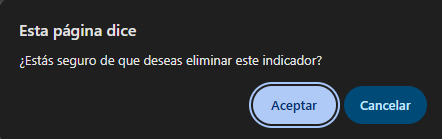 Esta página dice
¿Estás seguro de que deseas eliminar este indicador?
Aceptar
Cancelar